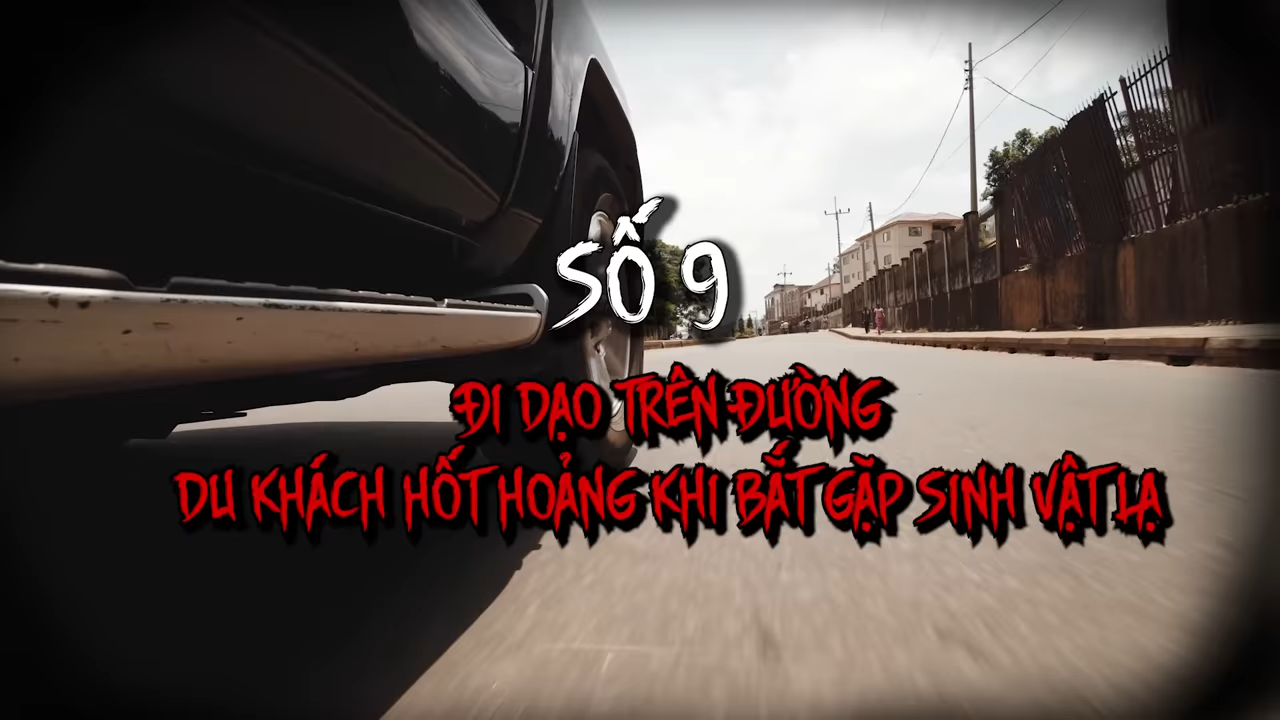 SỐ 9
ĐI DẠO TRÊN ĐƯỜNG
DU KHÁCH HỐT HOẢNG KHI BẮT GẶP SINH VẬT LẠ